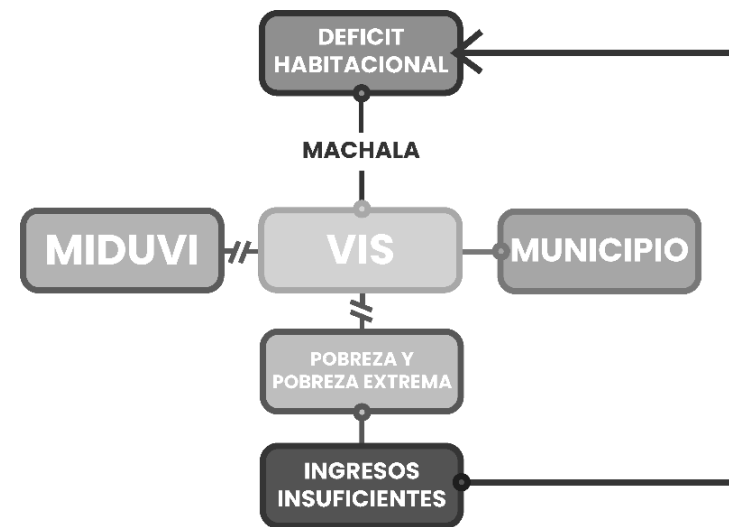 DEFICIT
HABITACIONAL
MACHALA
MIDUVI
VIS
MUNICIPIO
POBREZA Y
POBREZA EXTREMA
INGRESOS
INSUFICIENTES